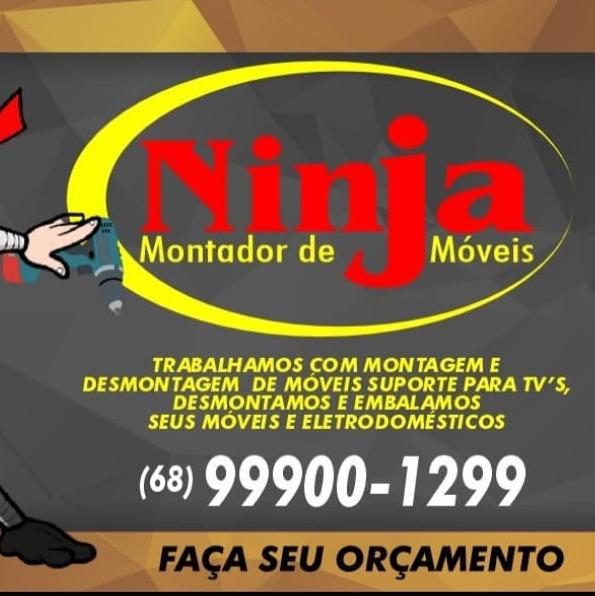 Ninja
Montador de Móveis
TRABALHAMOS COM MONTAGEM E
DESMONTAGEM DE MÓVEIS SUPORTE PARA TV'S,
DESMONTAMOS E EMBALAMOS
SEUS MÓVEIS E ELETRODOMÉSTICOS
(68) 99900-1299
FAÇA SEU ORÇAMENTO